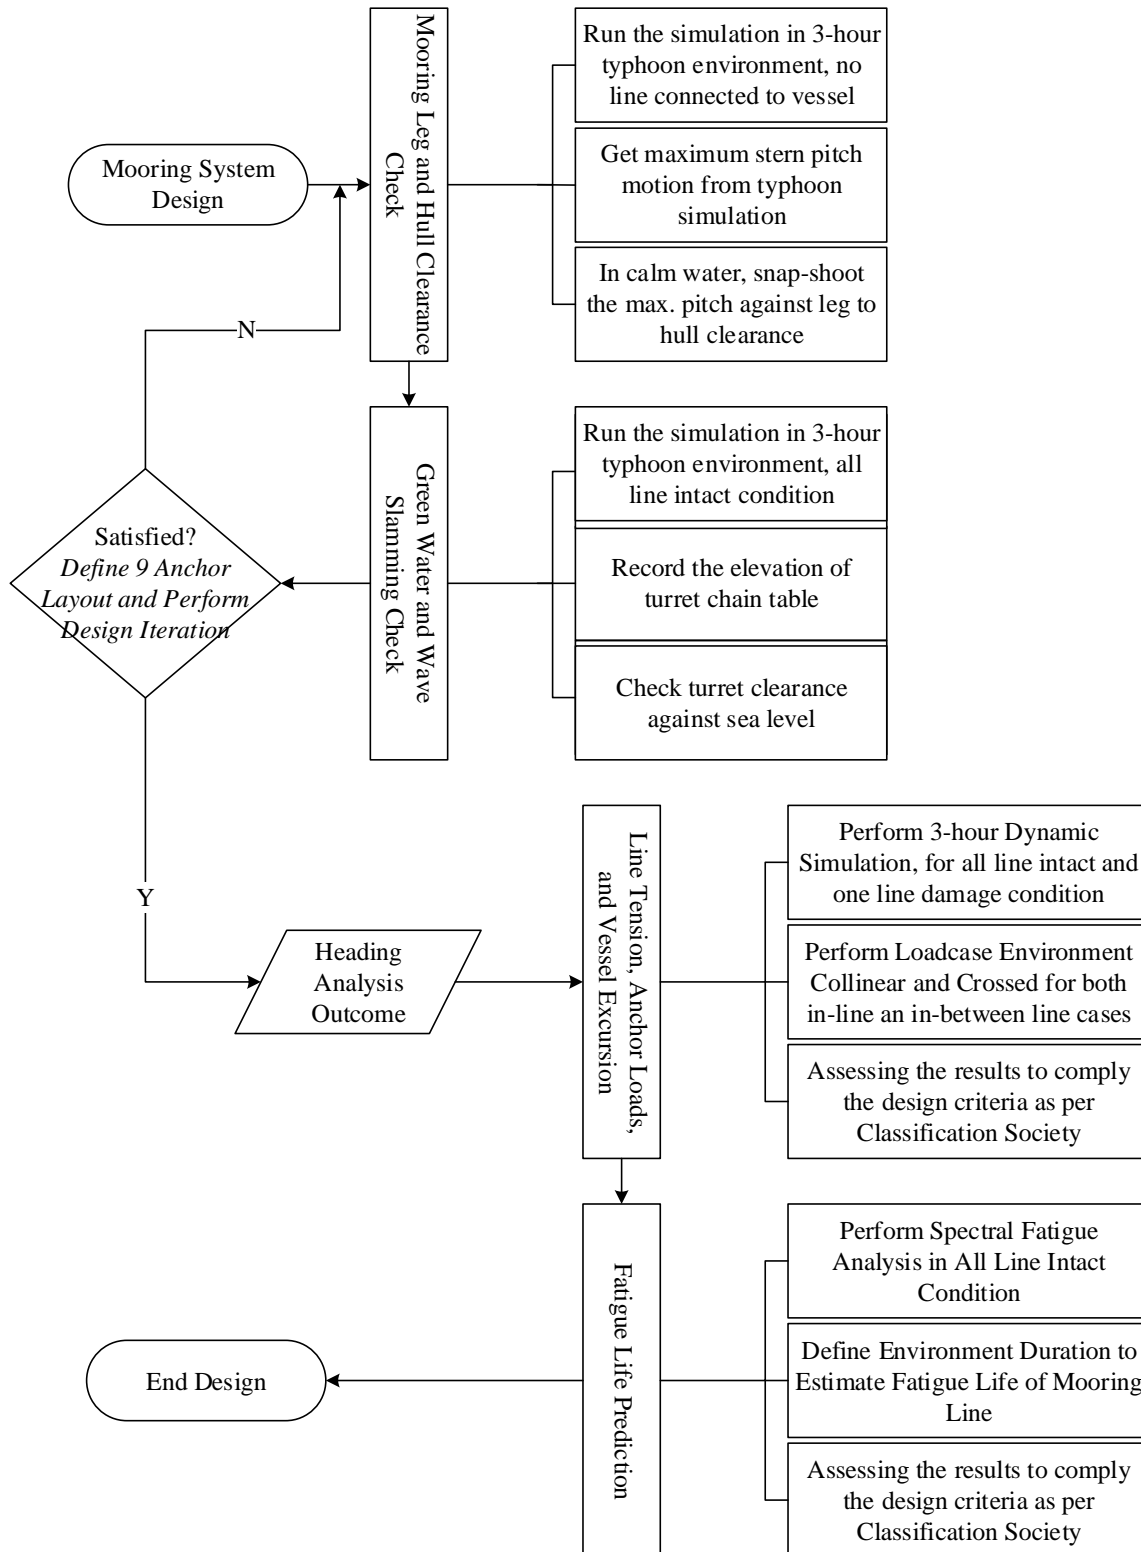 Mooring System
Design
Mooring Leg and Hull Clearance
Check
Run the simulation in 3-hour
typhoon environment, no
line connected to vessel
Get maximum stern pitch
motion from typhoon
simulation
In calm water, snap-shoot
the max. pitch against leg to
hull clearance
N
Green Water and Wave
Slamming Check
Run the simulation in 3-hour
typhoon environment, all
line intact condition
Record the elevation of
turret chain table
Check turret clearance
against sea level
Satisfied?
Define 9 Anchor
Layout and Perform
Design Iteration
Y
Heading
Analysis
Outcome
Line Tension, Anchor Loads,
and Vessel Excursion
Perform 3-hour Dynamic
Simulation, for all line intact and
one line damage condition
Perform Loadcase Environment
Collinear and Crossed for both
in-line an in-between line cases
Assessing the results to comply
the design criteria as per
Classification Society
Fatigue Life Prediction
Perform Spectral Fatigue
Analysis in All Line Intact
Condition
Define Environment Duration to
Estimate Fatigue Life of Mooring
Line
Assessing the results to comply
the design criteria as per
Classification Society
End Design